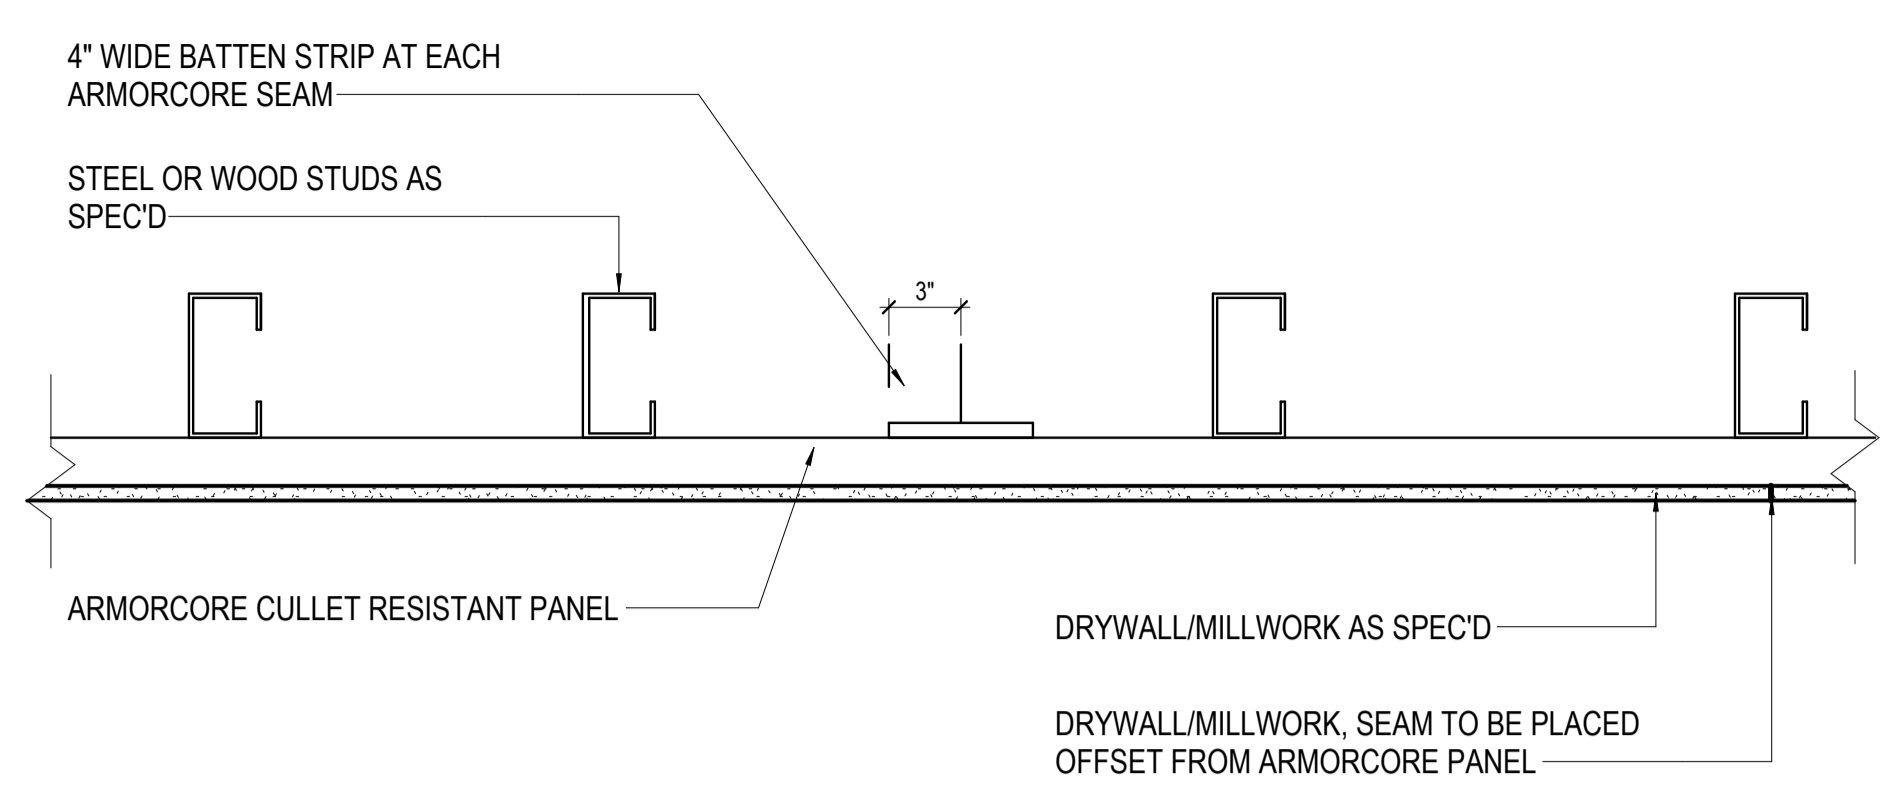 4" WIDE BATTEN STRIP AT EACH
ARMORCORE SEAM
STEEL OR WOOD STUDS AS
SPEC'D
3"
ARMORCORE CULLET RESISTANT PANEL
DRYWALL/MILLWORK AS SPEC'D
DRYWALL/MILLWORK, SEAM TO BE PLACED
OFFSET FROM ARMORCORE PANEL